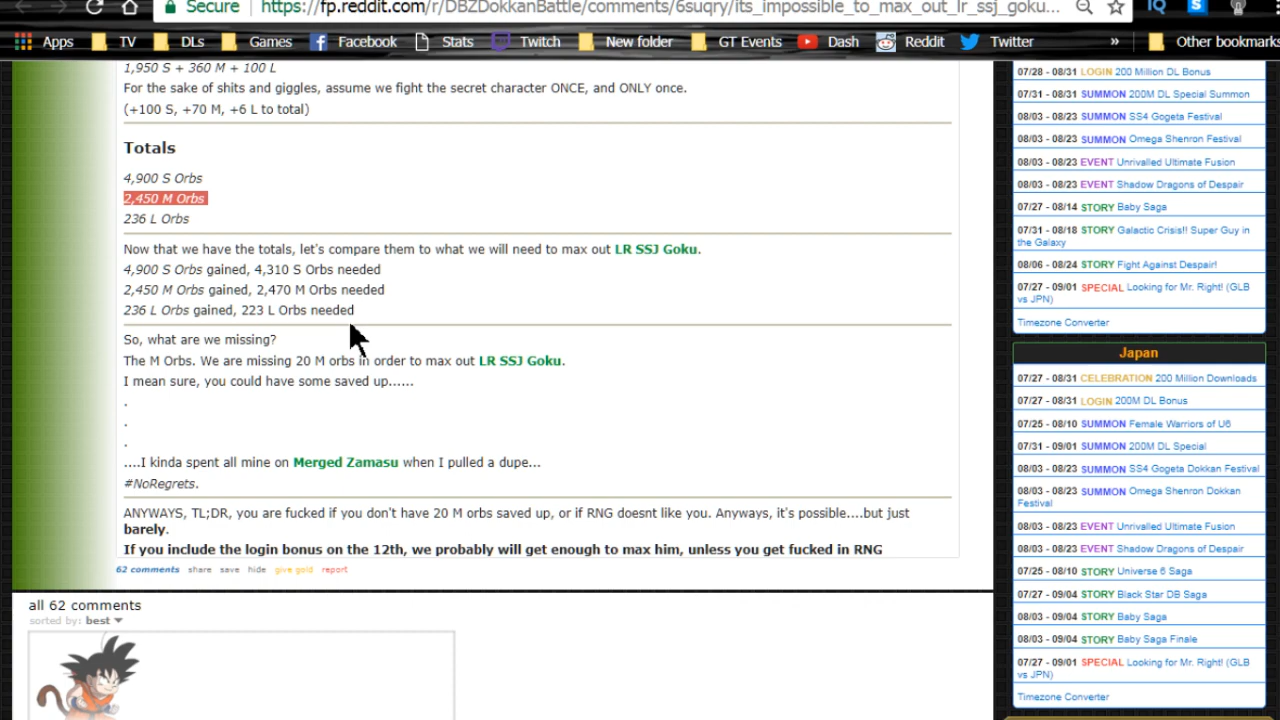 Secure
https://fp.reddit.com/r/DBZDokkanBattle/comments/6suqry/its_impossible_to_max_out_lr_ssj_goku...
Apps TV DLs Games Facebook Stats Twitch New folder GT Events Dash Reddit Twitter » Other bookmarks
1,950 S + 360 M + 100 L
For the sake of shits and giggles, assume we fight the secret character ONCE, and ONLY once.
(+100 S, +70 M, +6 L to total)
Totals
4,900 S Orbs
2,450 M Orbs
236 L Orbs
Now that we have the totals, let's compare them to what we will need to max out LR SSJ Goku.
4,900 S Orbs gained, 4,310 S Orbs needed
2,450 M Orbs gained, 2,470 M Orbs needed
236 L Orbs gained, 223 L Orbs needed
So, what are we missing?
The M Orbs. We are missing 20 M orbs in order to max out LR SSJ Goku.
I mean sure, you could have some saved up......
.
.
.
....I kinda spent all mine on Merged Zamasu when I pulled a dupe...
#NoRegrets.
ANYWAYS, TL;DR, you are fucked if you don't have 20 M orbs saved up, or if RNG doesnt like you. Anyways, it's possible....but just
barely.
If you include the login bonus on the 12th, we probably will get enough to max him, unless you get fucked in RNG
62 comments share save hide give gold report
all 62 comments
sorted by: best
07/28 - 08/31 LOGIN 200 Million DL Bonus
07/31 - 08/31 SUMMON 200M DL Special Summon
08/03 - 08/23 SUMMON SS4 Gogeta Festival
08/03 - 08/23 SUMMON Omega Shenron Festival
08/03 - 08/23 EVENT Unrivalled Ultimate Fusion
08/03 - 08/23 EVENT Shadow Dragons of Despair
07/27 - 08/14 STORY Baby Saga
07/31 - 08/18 STORY Galactic Crisis!! Super Guy in
the Galaxy
08/06 - 08/24 STORY Fight Against Despair!
07/27 - 09/01 SPECIAL Looking for Mr. Right! (GLB
vs JPN)
Timezone Converter
Japan
07/27 - 08/31 CELEBRATION 200 Million Downloads
07/27 - 08/31 LOGIN 200M DL Bonus
07/25 - 08/10 SUMMON Female Warriors of U6
07/31 - 09/01 SUMMON 200M DL Special
08/03 - 08/23 SUMMON SS4 Gogeta Dokkan Festival
08/03 - 08/23 SUMMON Omega Shenron Dokkan
Festival
08/03 - 08/23 EVENT Unrivalled Ultimate Fusion
08/03 - 08/23 EVENT Shadow Dragons of Despair
07/25 - 08/10 STORY Universe 6 Saga
07/27 - 09/04 STORY Black Star DB Saga
08/03 - 09/04 STORY Baby Saga
08/03 - 09/04 STORY Baby Saga Finale
07/27 - 09/01 SPECIAL Looking for Mr. Right! (GLB
vs JPN)
Timezone Converter